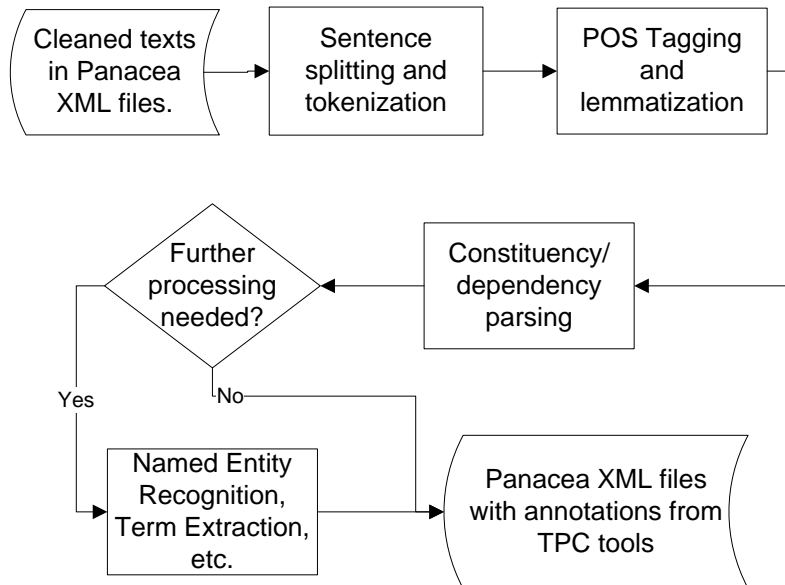 Cleaned texts
in Panacea
XML files.
Sentence
splitting and
tokenization
POS Tagging
and
lemmatization
Further
processing
needed?
Constituency/
dependency
parsing
Yes
No
Named Entity
Recognition,
Term Extraction,
etc.
Panacea XML files
with annotations from
TPC tools